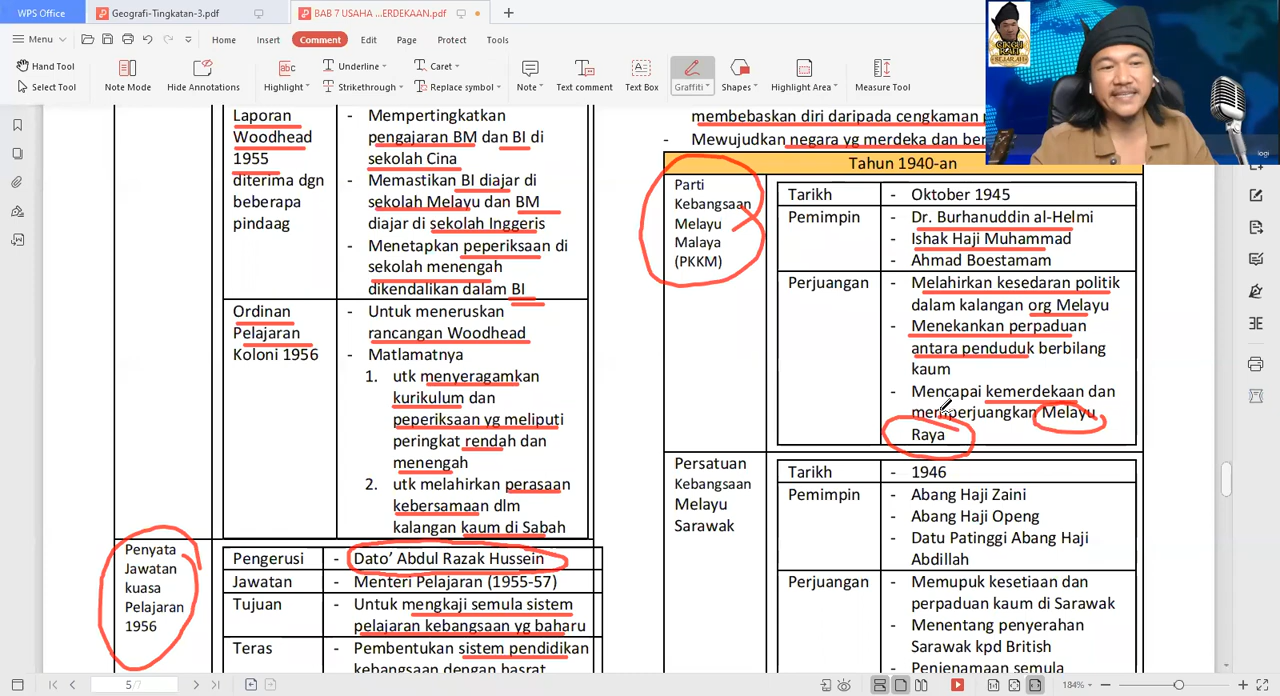 WPS Office
Geografi-Tingkatan-3.pdf
BAB 7 USAHA ...ERDEKAAN.pdf
Menu
Home
Insert
Comment
Edit
Page
Protect
Tools
Hand Tool
Select Tool
Note Mode
Hide Annotations
Highlight
Underline
Strikethrough
Caret
Replace symbol
Note
Text comment
Text Box
Graffiti
Shapes
Highlight Area
Measure Tool
CIKGU
RAH
SEJARAH
logi
Laporan
Woodhead
1955
diterima dgn
beberapa
pindaag
- Mempertingkatkan
pengajaran BM dan BI di
sekolah Cina
- Memastikan BI diajar di
sekolah Melayu dan BM
diajar di sekolah Inggeris
- Menetapkan peperiksaan di
sekolah menengah
dikendalikan dalam BI
Ordinan
Pelajaran
Koloni 1956
- Untuk meneruskan
rancangan Woodhead
- Matlamatnya
1. utk menyeragamkan
kurikulum dan
peperiksaan yg meliputi
peringkat rendah dan
menengah
2. utk melahirkan perasaan
kebersamaan dlm
kalangan kaum di Sabah
Penyata
Jawatan
kuasa
Pelajaran
1956
Pengerusi
- Dato’ Abdul Razak Hussein
Jawatan
- Menteri Pelajaran (1955-57)
Tujuan
- Untuk mengkaji semula sistem
pelajaran kebangsaan yg baharu
Teras
- Pembentukan sistem pendidikan
kebangsaan dengan hasrat
membebaskan diri daripada cengkaman
- Mewujudkan negara yg merdeka dan
Tahun 1940-an
Parti
Kebangsaan
Melayu
Malaya
(PKKM)
Tarikh
- Oktober 1945
Pemimpin
- Dr. Burhanuddin al-Helmi
- Ishak Haji Muhammad
- Ahmad Boestamam
Perjuangan
- Melahirkan kesedaran politik
dalam kalangan org Melayu
- Menekankan perpaduan
antara penduduk berbilang
kaum
- Mencapai kemerdekaan dan
memperjuangkan Melayu
Raya
Persatuan
Kebangsaan
Melayu
Sarawak
Tarikh
- 1946
Pemimpin
- Abang Haji Zaini
- Abang Haji Openg
- Datu Patinggi Abang Haji
Abdillah
Perjuangan
- Memupuk kesetiaan dan
perpaduan kaum di Sarawak
- Menentang penyerahan
Sarawak kpd British
- Penjenamaan semula
5/7
184%